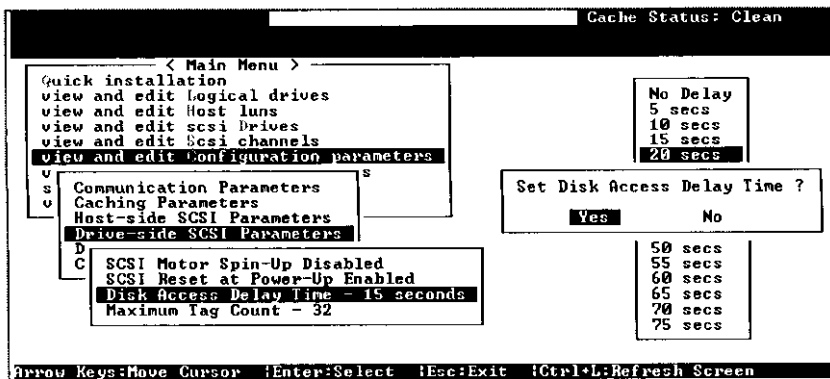 Cache Status: Clean
< Main Menu >
Quick installation
view and edit Logical drives
view and edit Host luns
view and edit scsi Drives
view and edit Scsi channels
view and edit Configuration parameters
v
s
s
v
Communication Parameters
Caching Parameters
Host-side SCSI Parameters
Drive-side SCSI Parameters
D
C
SCSI Motor Spin-Up Disabled
SCSI Reset at Power-Up Enabled
Disk Access Delay Time - 15 seconds
Maximum Tag Count - 32
No Delay
5 secs
10 secs
15 secs
20 secs
Set Disk Access Delay Time ?
Yes No
50 secs
55 secs
60 secs
65 secs
70 secs
75 secs
Arrow Keys:Move Cursor |Enter:Select |Esc:Exit |Ctrl+L:Refresh Screen